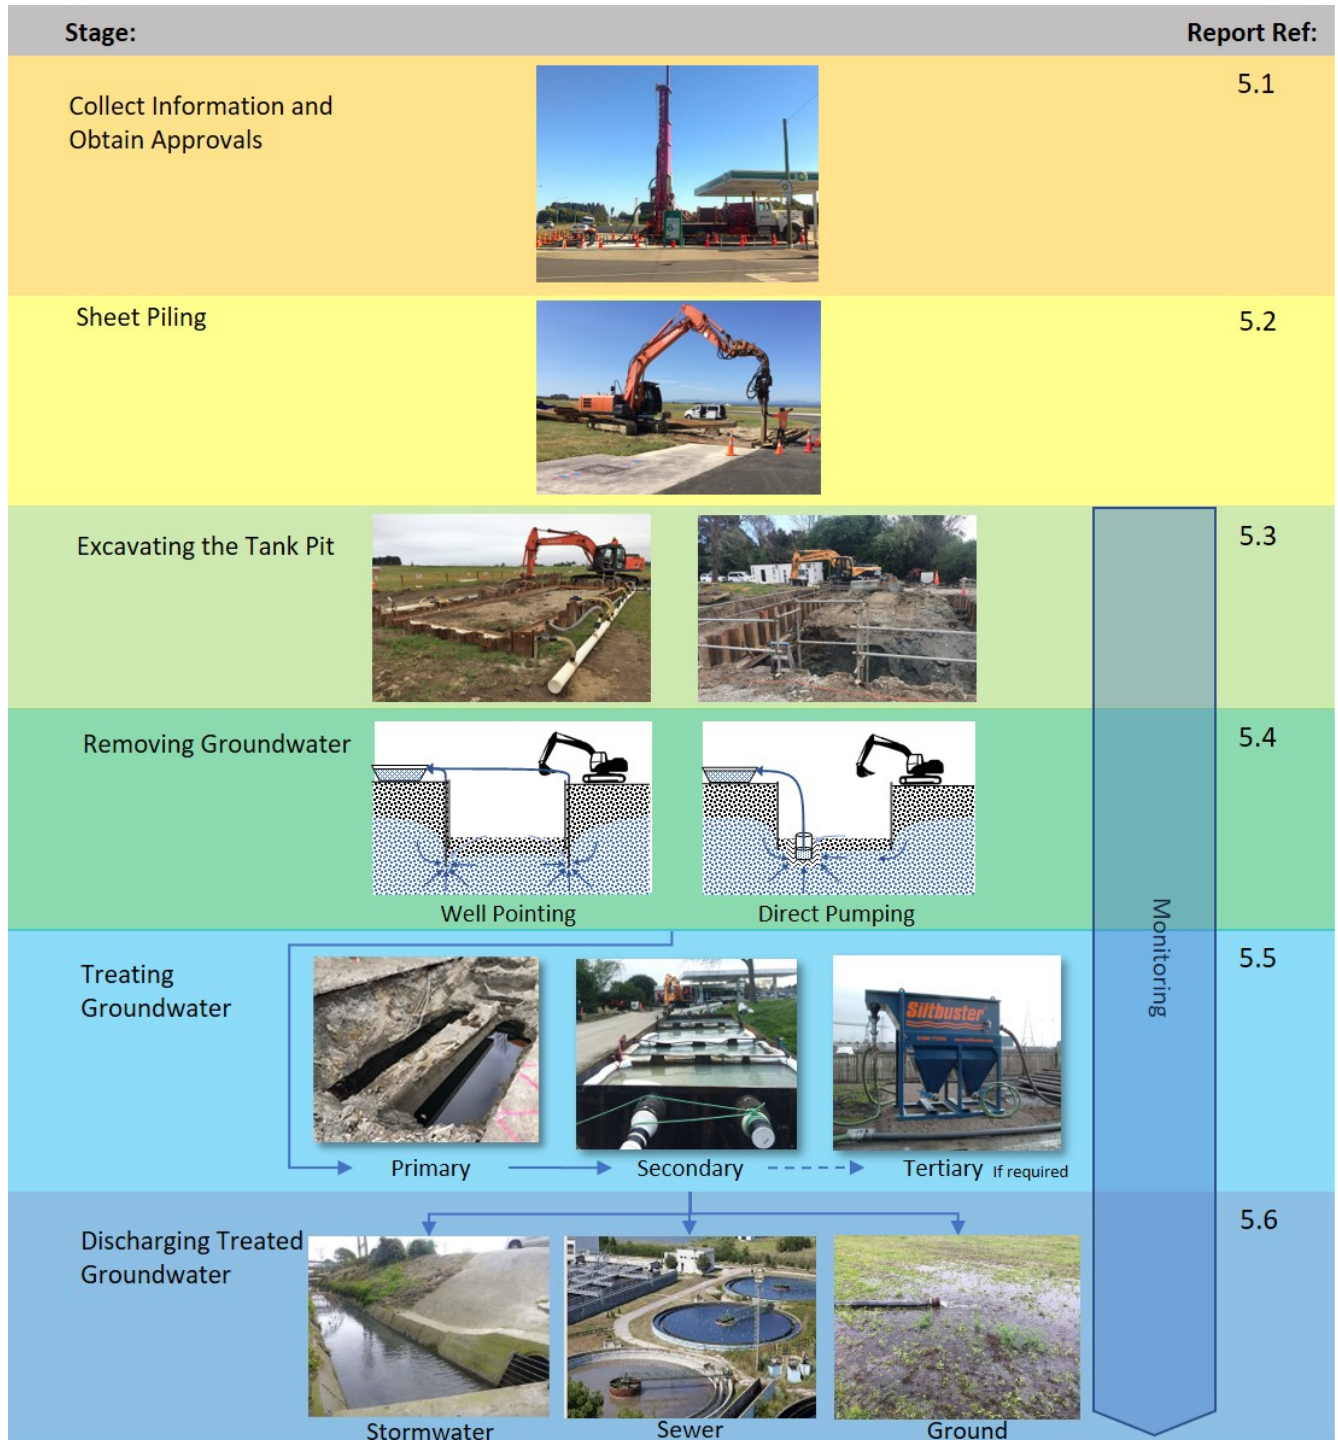 Stage:
Report Ref:
Collect Information and
Obtain Approvals
5.1
Sheet Piling
5.2
Excavating the Tank Pit
5.3
Removing Groundwater
5.4
Well Pointing
Direct Pumping
Monitoring
Treating
Groundwater
5.5
Siltbuster
Primary
Secondary
Tertiary If required
Discharging Treated
Groundwater
5.6
Stormwater
Sewer
Ground